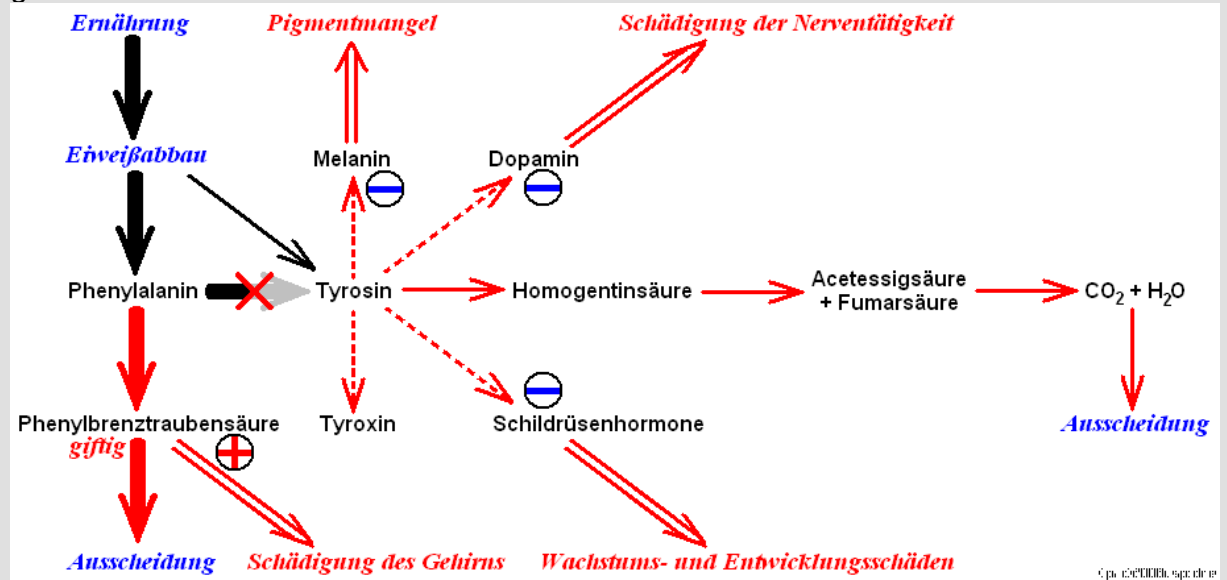 Ernährung
Pigmentmangel
Schädigung der Nerventätigkeit
Eiweißabbau
Melanin
Dopamin
Phenylalanin
Tyrosin
Homogentinsäure
Acetessigsäure
+ Fumarsäure
CO₂ + H₂O
Phenylbrenztraubensäure
giftig
Tyroxin
Schildrüsenhormone
Ausscheidung
Ausscheidung
Schädigung des Gehirns
Wachstums- und Entwicklungsschäden